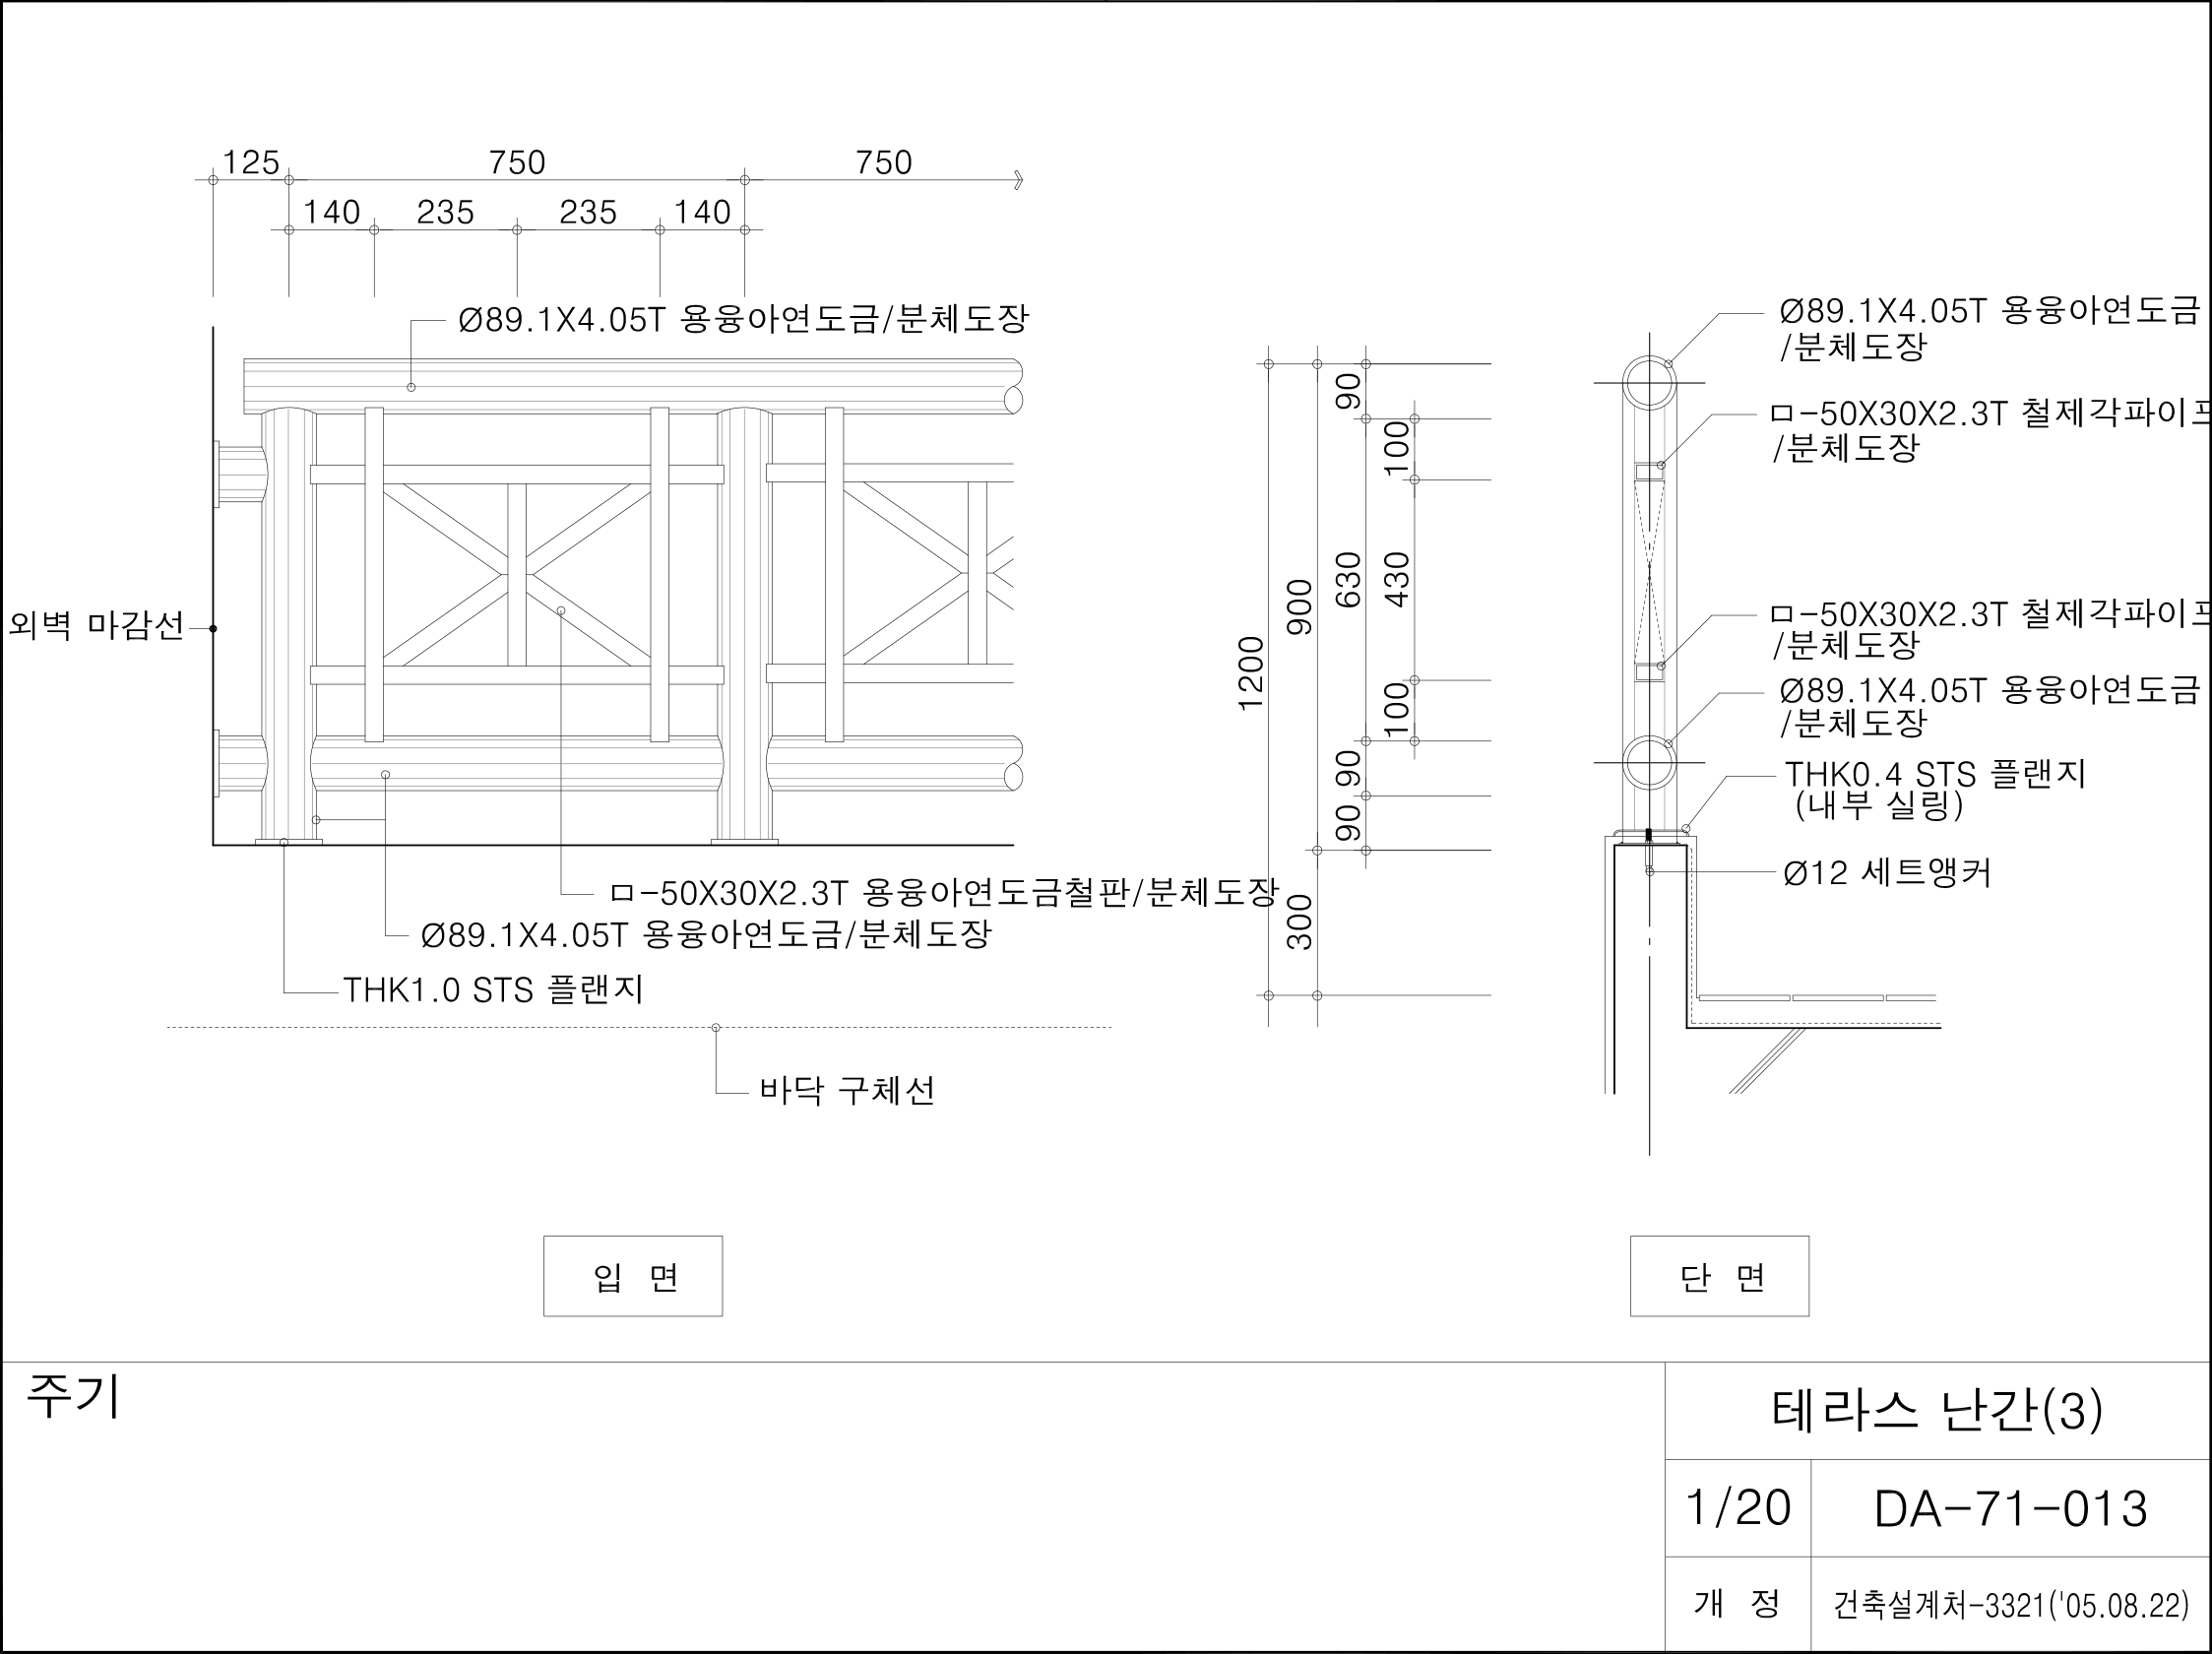 125 750 750
140 235 235 140
Ø89.1X4.05T 용융아연도금/분체도장
외벽 마감선
ㅁ-50X30X2.3T 용융아연도금철판/분체도장
Ø89.1X4.05T 용융아연도금/분체도장
THK1.0 STS 플랜지
바닥 구체선
입 면
1200
900
300
90
630
90
90
100
430
100
Ø89.1X4.05T 용융아연도금
/분체도장
ㅁ-50X30X2.3T 철제각파이프
/분체도장
ㅁ-50X30X2.3T 철제각파이프
/분체도장
Ø89.1X4.05T 용융아연도금
/분체도장
THK0.4 STS 플랜지
(내부 실링)
Ø12 세트앵커
단 면
주기
테라스 난간(3)
1/20 DA-71-013
개 정 건축설계처-3321('05.08.22)